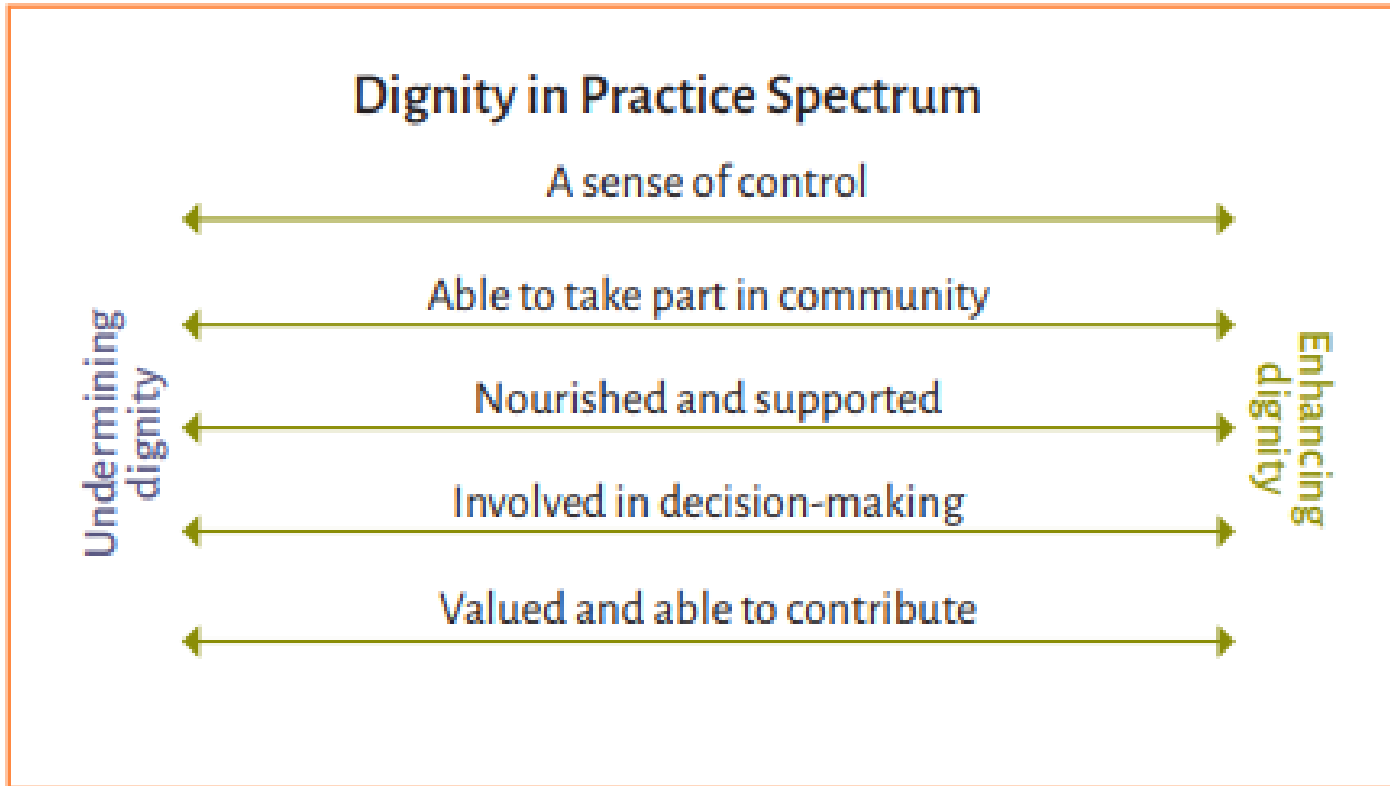 Dignity in Practice Spectrum
A sense of control
Able to take part in community
Nourished and supported
Involved in decision-making
Valued and able to contribute
Undermining
dignity
Enhancing
dignity